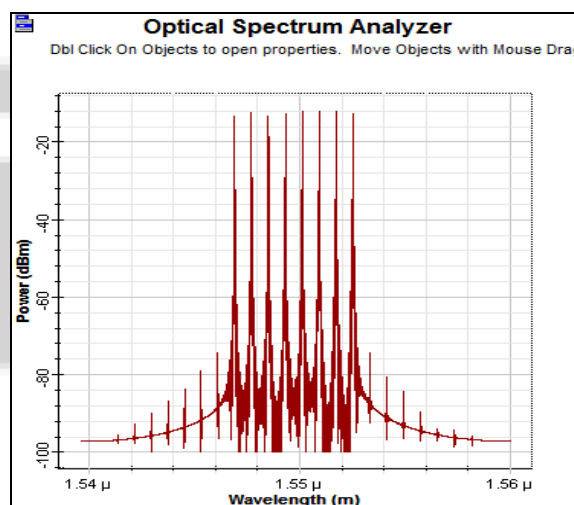 Optical Spectrum Analyzer
Dbl Click On Objects to open properties. Move Objects with Mouse Drag
Power (dBm)
-20
-40
-60
-80
-100
1.54 µ
1.55 µ
1.56 µ
Wavelength (m)